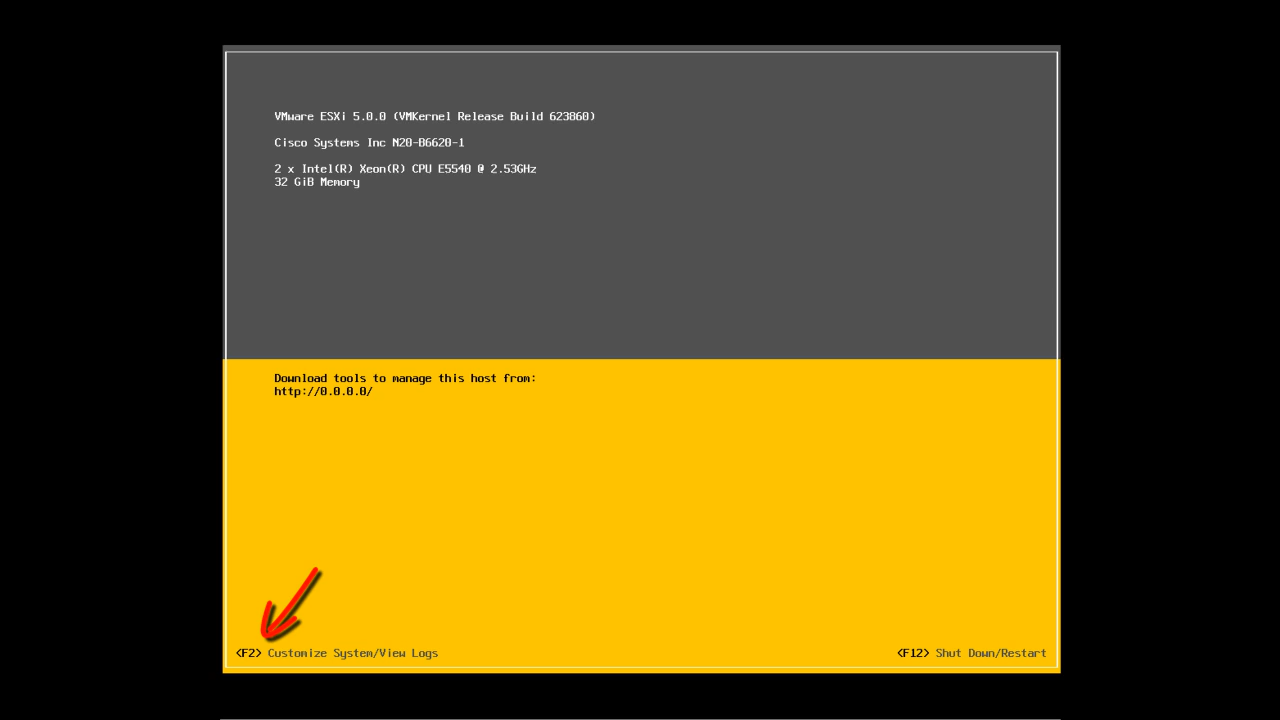 VMware ESXi 5.0.0 (VMKernel Release Build 623860)
Cisco Systems Inc N20-B6620-1
2 x Intel(R) Xeon(R) CPU E5540 @ 2.53GHz
32 GiB Memory
Download tools to manage this host from:
http://0.0.0.0/
<F2> Customize System/View Logs
<F12> Shut Down/Restart